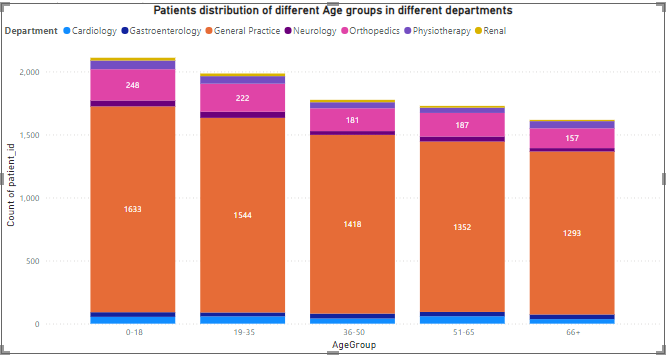 Patients distribution of different Age groups in different departments
Department Cardiology Gastroenterology General Practice Neurology Orthopedics Physiotherapy Renal
Count of patient_id
2,000
1,500
1,000
500
0
248 222 181 187 157
1633 1544 1418 1352 1293
0-18 19-35 36-50 51-65 66+
AgeGroup